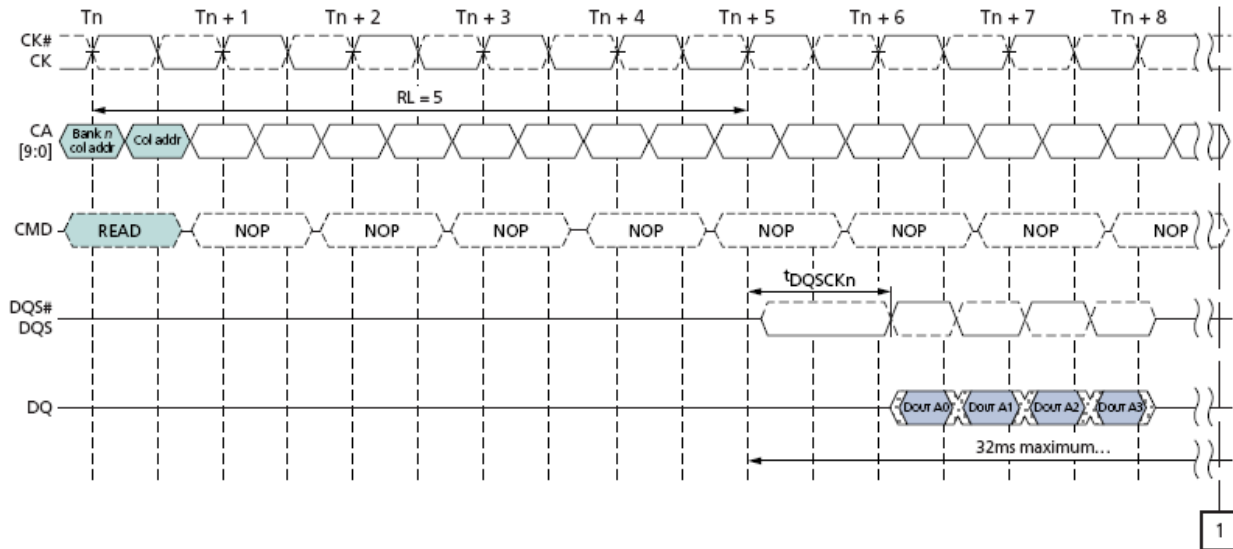 Tn Tn + 1 Tn + 2 Tn + 3 Tn + 4 Tn + 5 Tn + 6 Tn + 7 Tn + 8
CK#
CK
RL = 5
CA
[9:0]
Bank n
col addr
Col addr
CMD READ NOP NOP NOP NOP NOP NOP NOP NOP
tDQSCKn
DQS#
DQS
DQ DOUT A0 DOUT A1 DOUT A2 DOUT A3
32ms maximum...
1